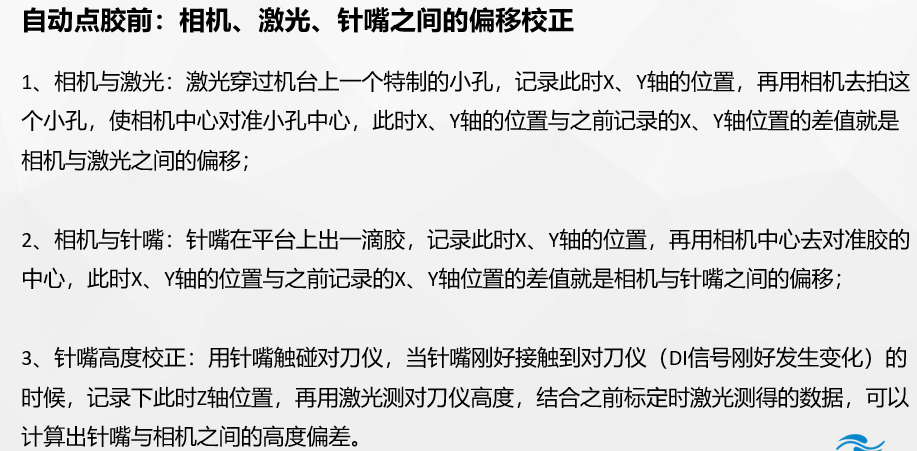 自动点胶前：相机、激光、针嘴之间的偏移校正
1、相机与激光：激光穿过机台上一个特制的小孔，记录此时X、Y轴的位置，再用相机去拍这
个小孔，使相机中心对准小孔中心，此时X、Y轴的位置与之前记录的X、Y轴位置的差值就是
相机与激光之间的偏移；
2、相机与针嘴：针嘴在平台上出一滴胶，记录此时X、Y轴的位置，再用相机中心去对准胶的
中心，此时X、Y轴的位置与之前记录的X、Y轴位置的差值就是相机与针嘴之间的偏移；
3、针嘴高度校正：用针嘴触碰对刀仪，当针嘴刚好接触到对刀仪（DI信号刚好发生变化）的
时候，记录下此时Z轴位置，再用激光测对刀仪高度，结合之前标定时激光测得的数据，可以
计算出针嘴与相机之间的高度偏差。